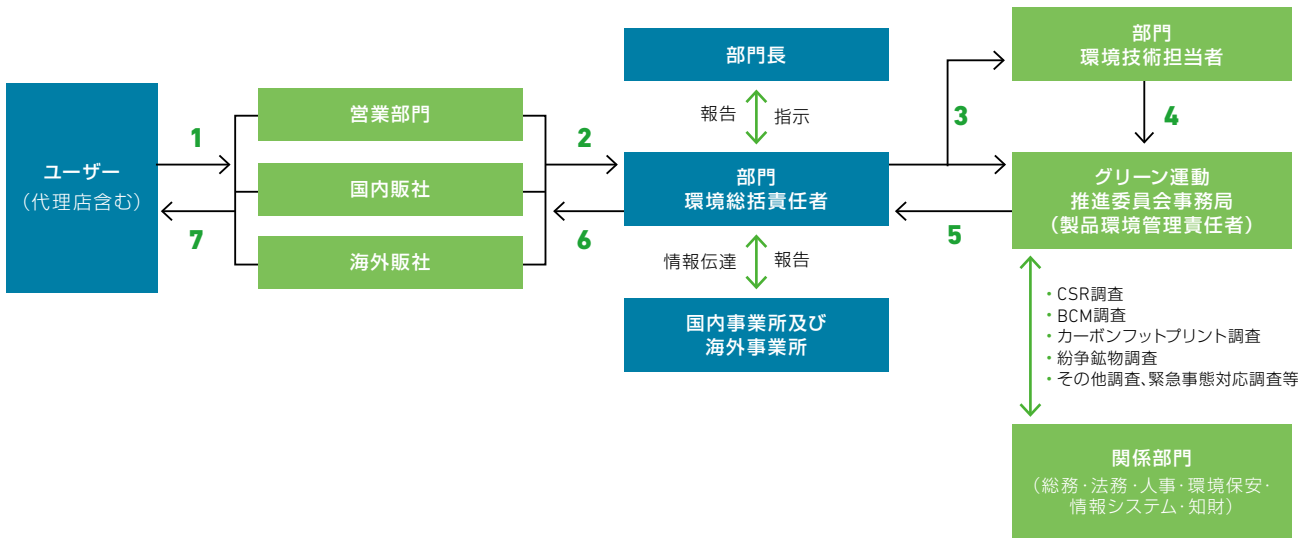 ユーザー
（代理店含む）
1
7
営業部門
国内販社
海外販社
2
6
部門長
報告
指示
部門
環境総括責任者
情報伝達
報告
国内事業所及び
海外事業所
3
5
部門
環境技術担当者
4
グリーン運動
推進委員会事務局
（製品環境管理責任者）
・CSR調査
・BCM調査
・カーボンフットプリント調査
・紛争鉱物調査
・その他調査、緊急事態対応調査等
関係部門
（総務・法務・人事・環境保安・
情報システム・知財）